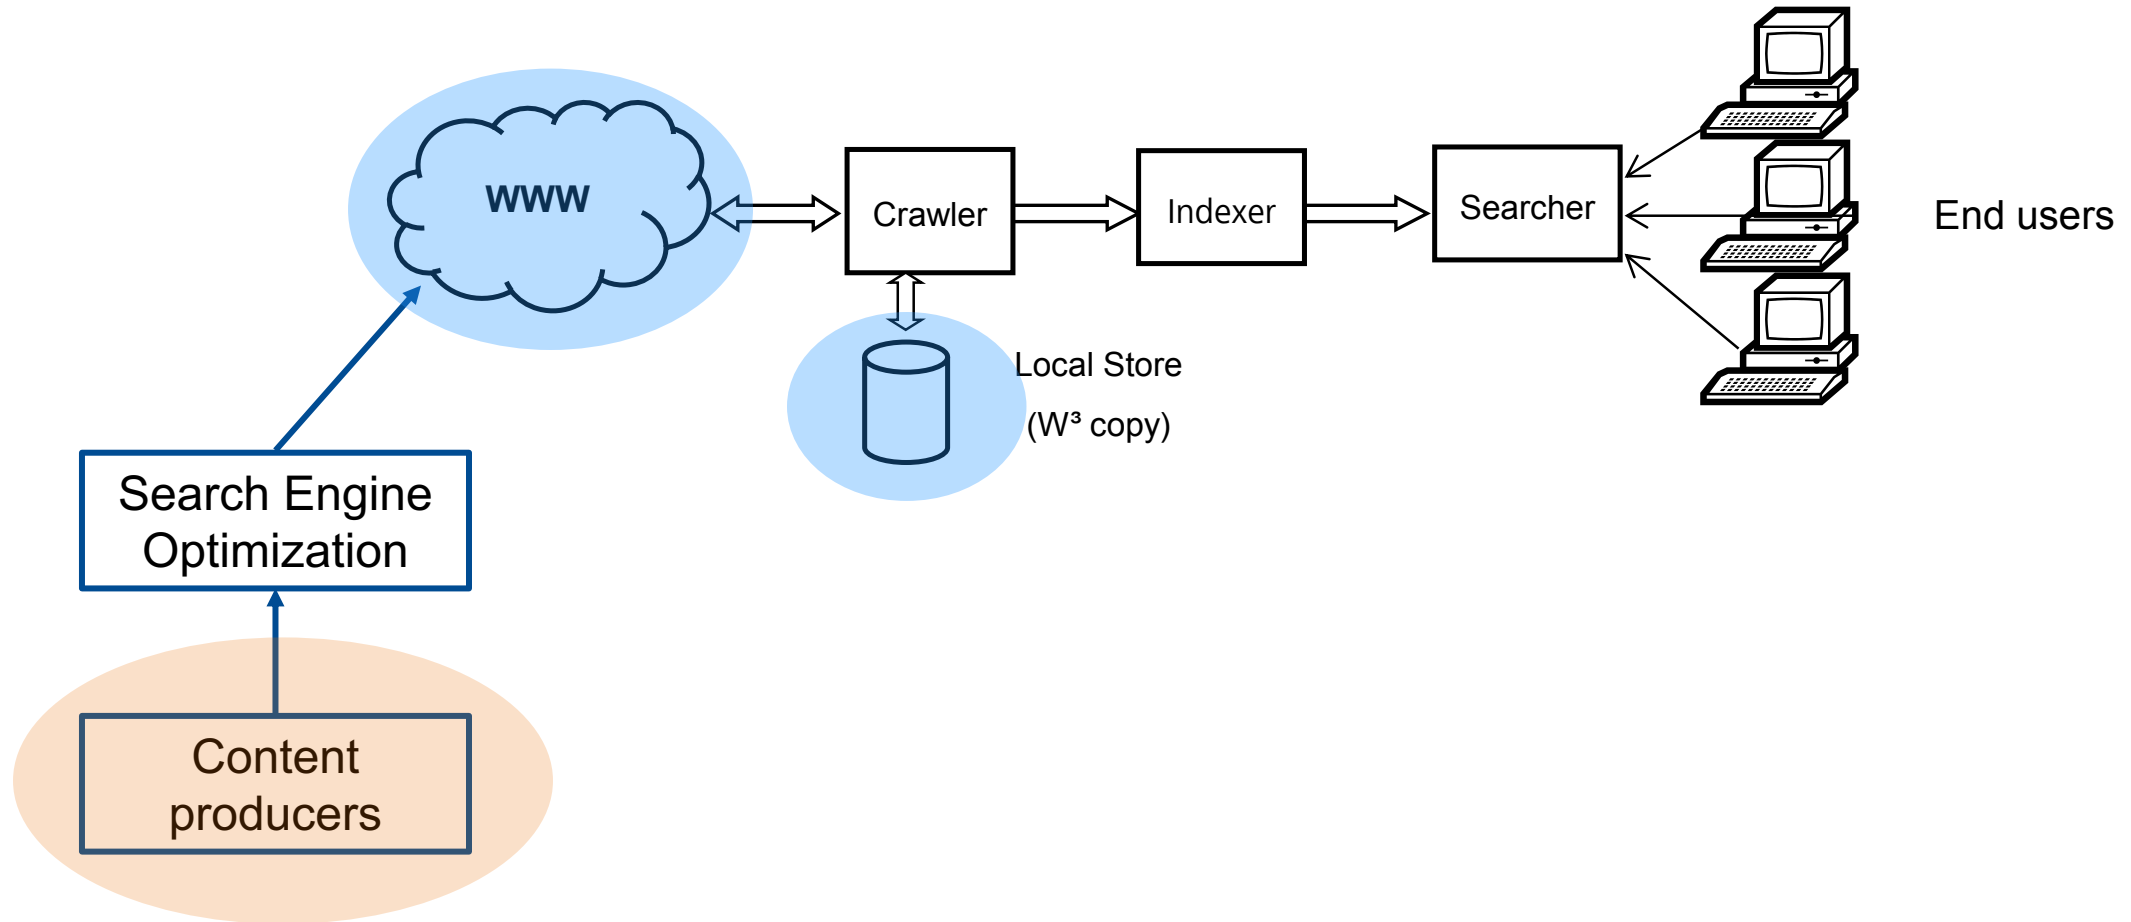 WWW
Crawler
Indexer
Searcher
End users
Local Store
(W³ copy)
Search Engine
Optimization
Content
producers